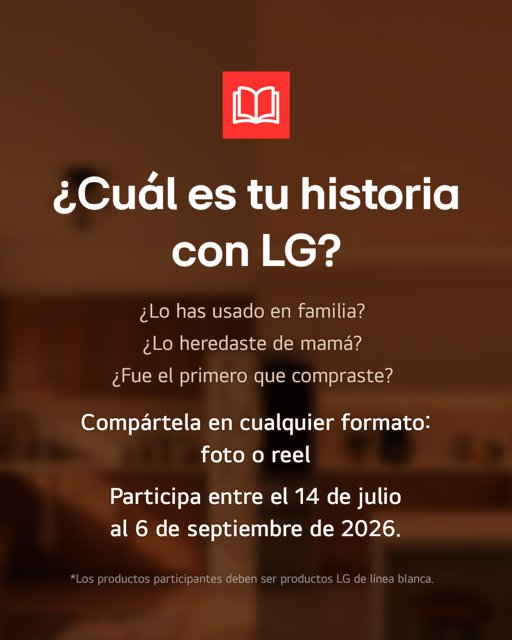 ¿Cuál es tu historia
con LG?
¿Lo has usado en familia?
¿Lo heredaste de mamá?
¿Fue el primero que compraste?
Compártela en cualquier formato:
foto o reel
Participa entre el 14 de julio
al 6 de septiembre de 2026.
*Los productos participantes deben ser productos LG de línea blanca.